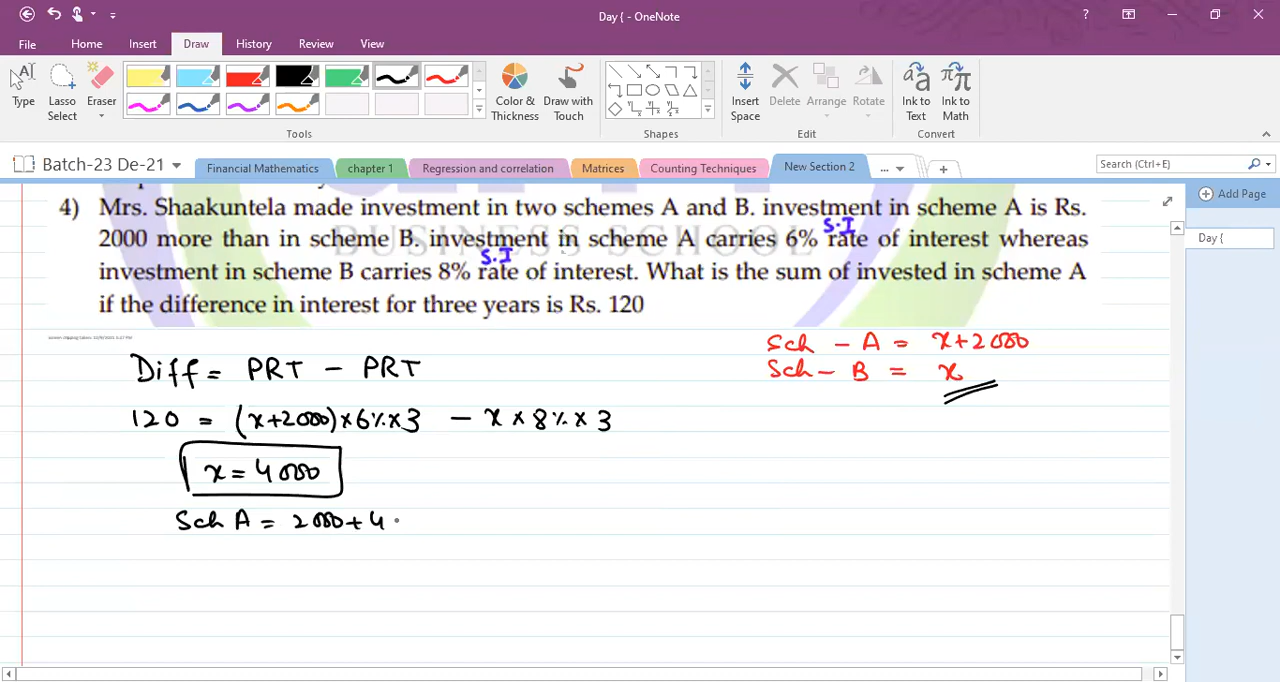 Day { - OneNote
File Home Insert Draw History Review View
Type
Lasso Select
Eraser
Color & Thickness
Draw with Touch
Insert Space
Delete
Arrange
Rotate
Ink to Text
Ink to Math
Tools
Shapes
Edit
Convert
Batch-23 De-21
Financial Mathematics
chapter 1
Regression and correlation
Matrices
Counting Techniques
New Section 2
...
Search (Ctrl+E)
Add Page
Day {
BUSINESS SCHOOL
4) Mrs. Shaakuntela made investment in two schemes A and B. investment in scheme A is Rs.
S.I
2000 more than in scheme B. investment in scheme A carries 6% rate of interest whereas
S.I
investment in scheme B carries 8% rate of interest. What is the sum of invested in scheme A
if the difference in interest for three years is Rs. 120
Sch - A = x+2000
Sch - B = x
Diff = PRT - PRT
120 = (x+2000)×6%×3 - x×8%×3
x = 4000
Sch A = 2000+4